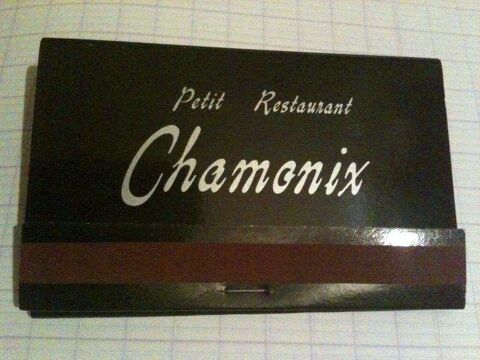 Petit Restaurant
Chamonix